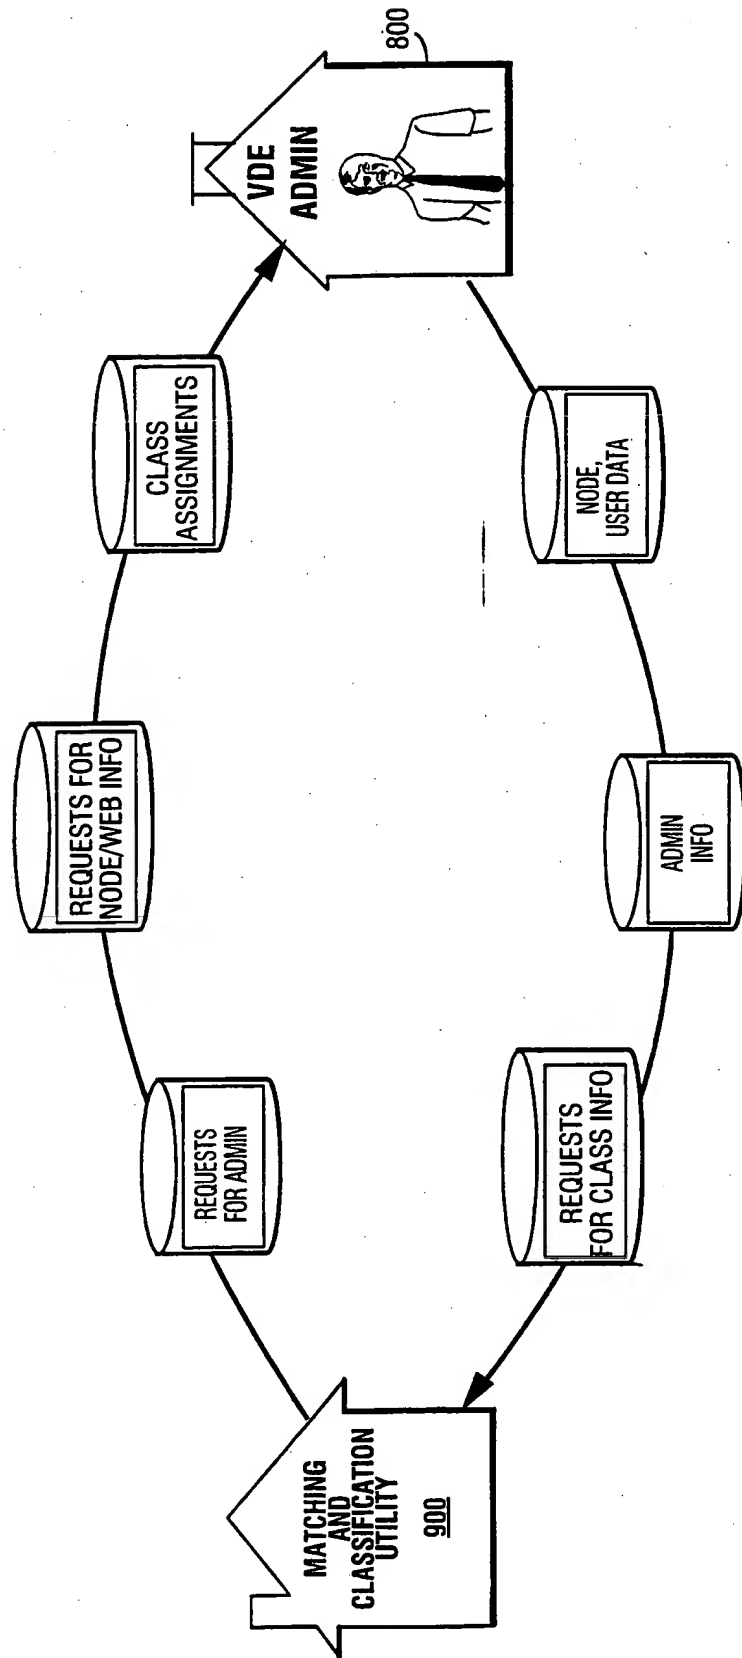 MATCHING
AND
CLASSIFICATION
UTILITY
900
REQUESTS
FOR ADMIN
REQUESTS FOR
NODE/WEB INFO
CLASS
ASSIGNMENTS
VDE
ADMIN
800
NODE,
USER DATA
ADMIN
INFO
REQUESTS
FOR CLASS INFO